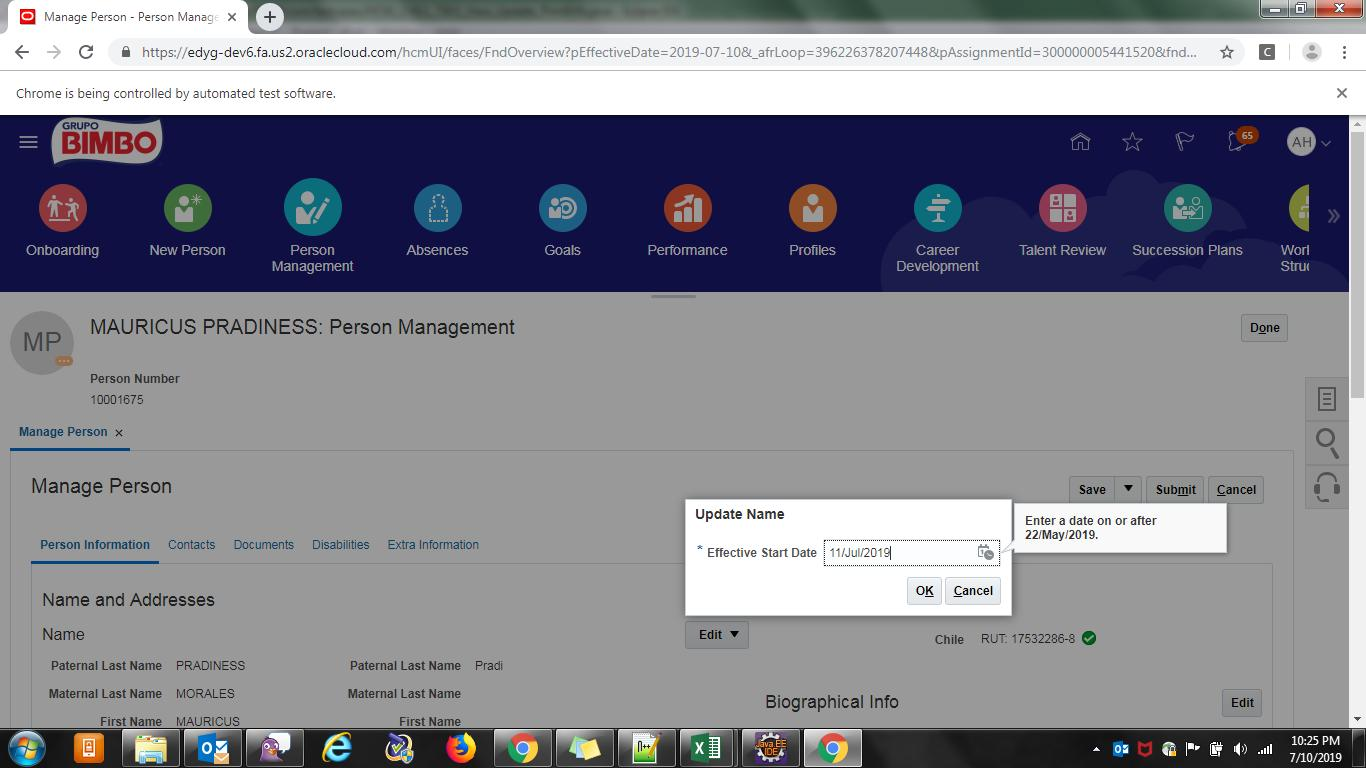 Manage Person - Person Manage
https://edyg-dev6.fa.us2.oraclecloud.com/hcmUI/faces/FndOverview?pEffectiveDate=2019-07-10&_afrLoop=396226378207448&pAssignmentId=300000005441520&fnd...
C
Chrome is being controlled by automated test software.
GRUPO
BIMBO
65
AH
Onboarding
New Person
Person
Management
Absences
Goals
Performance
Profiles
Career
Development
Talent Review
Succession Plans
Worl
Struc
MP
MAURICUS PRADINESS: Person Management
Done
Person Number
10001675
Manage Person
Manage Person
Save
Submit
Cancel
Person Information
Contacts
Documents
Disabilities
Extra Information
Update Name
* Effective Start Date 11/Jul/2019
Enter a date on or after
22/May/2019.
OK
Cancel
Name and Addresses
Name
Edit
Chile RUT: 17532286-8
Paternal Last Name PRADINESS
Paternal Last Name Pradi
Maternal Last Name MORALES
Maternal Last Name
Biographical Info
Edit
First Name MAURICUS
First Name
Java EE
IDE
10:25 PM
7/10/2019